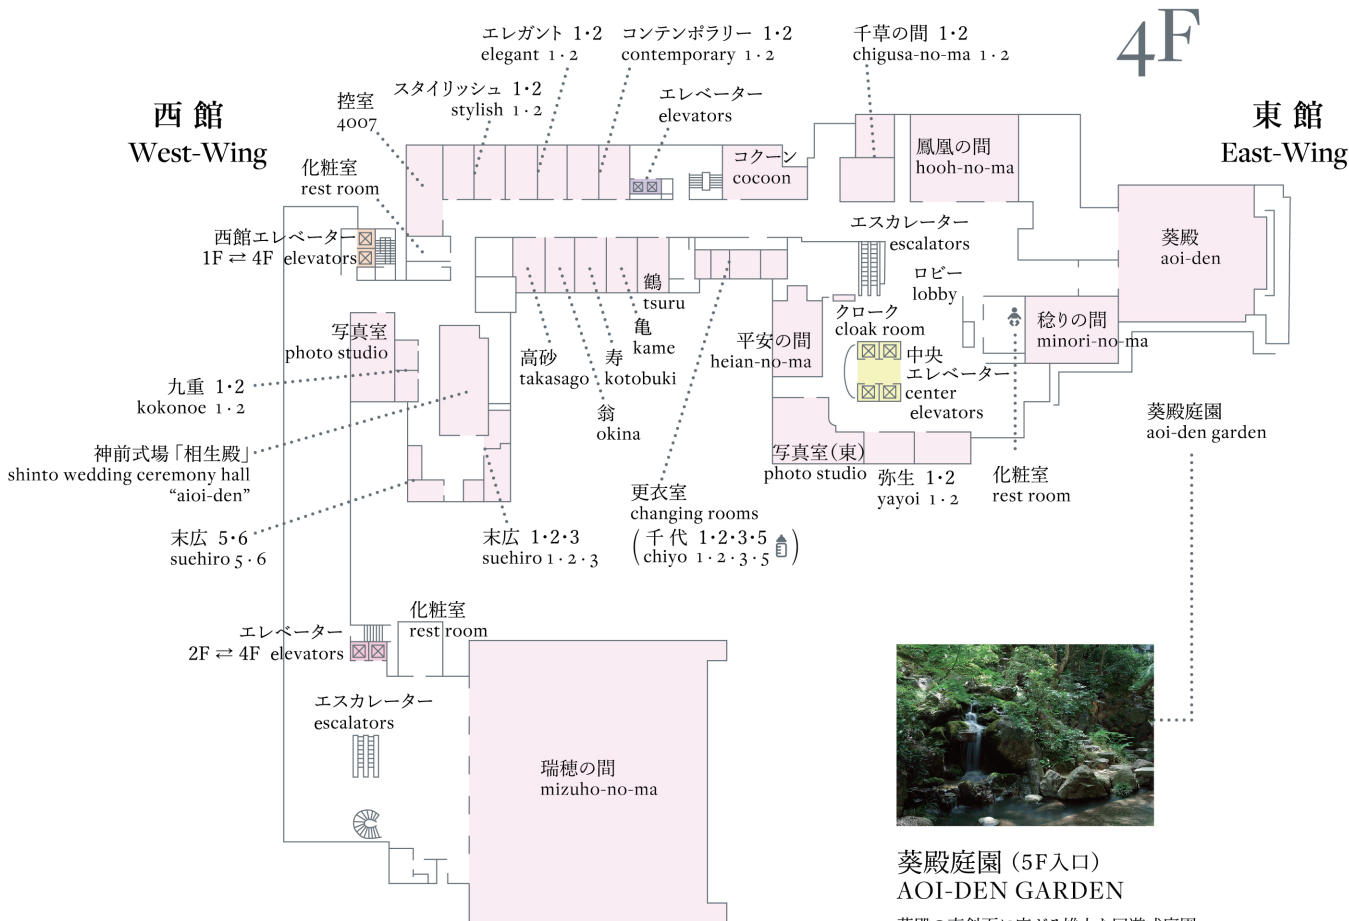 4F
西館
West-Wing
東館
East-Wing
エレガント 1・2
elegant 1・2
コンテンポラリー 1・2
contemporary 1・2
千草の間 1・2
chigusa-no-ma 1・2
スタイリッシュ 1・2
stylish 1・2
エレベーター
elevators
控室
4007
化粧室
rest room
コクーン
cocoon
鳳凰の間
hooh-no-ma
西館エレベーター
1F ⇄ 4F elevators
エスカレーター
escalators
葵殿
aoi-den
ロビー
lobby
鶴
tsuru
亀
kame
クローク
cloak room
稔りの間
minori-no-ma
写真室
photo studio
高砂
takasago
寿
kotobuki
平安の間
heian-no-ma
中央
エレベーター
center
elevators
九重 1・2
kokonoe 1・2
翁
okina
葵殿庭園
aoi-den garden
神前式場「相生殿」
shinto wedding ceremony hall
“aioi-den”
写真室(東)
photo studio
弥生 1・2
yayoi 1・2
化粧室
rest room
更衣室
changing rooms
(千代 1・2・3・5
chiyo 1・2・3・5)
末広 5・6
suehiro 5・6
末広 1・2・3
suehiro 1・2・3
化粧室
rest room
エレベーター
2F ⇄ 4F elevators
エスカレーター
escalators
瑞穂の間
mizuho-no-ma
葵殿庭園(5F入口)
AOI-DEN GARDEN